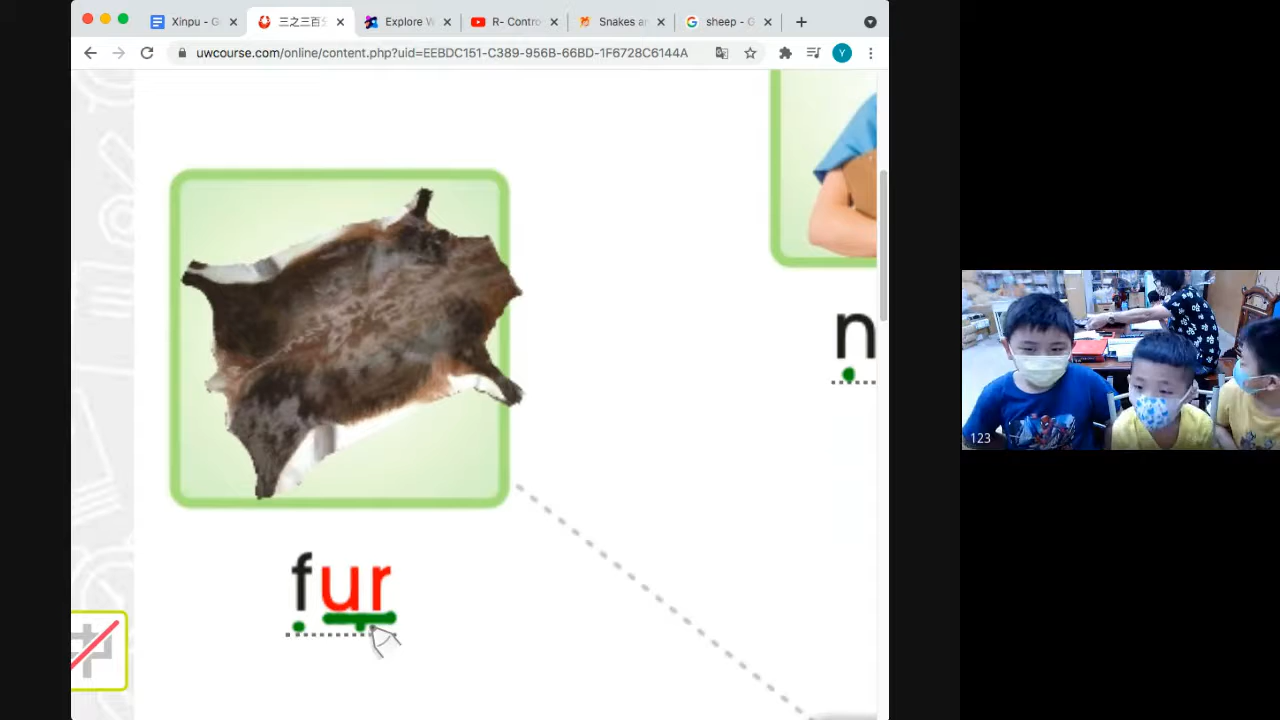 Xinpu - G
三之三百分
Explore W
R- Contro
Snakes an
sheep - G
uwcourse.com/online/content.php?uid=EEBDC151-C389-956B-66BD-1F6728C6144A
Y
n
fur
123